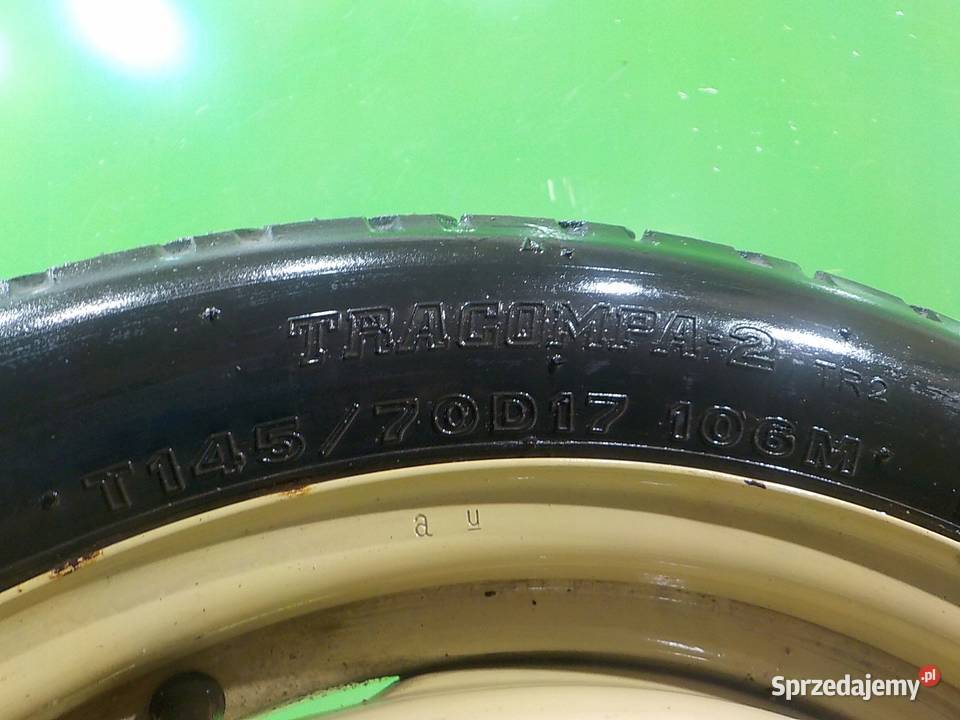 TRACOMPA-2
TR2
T145/70D17 106M
a u
Sprzedajemy.pl